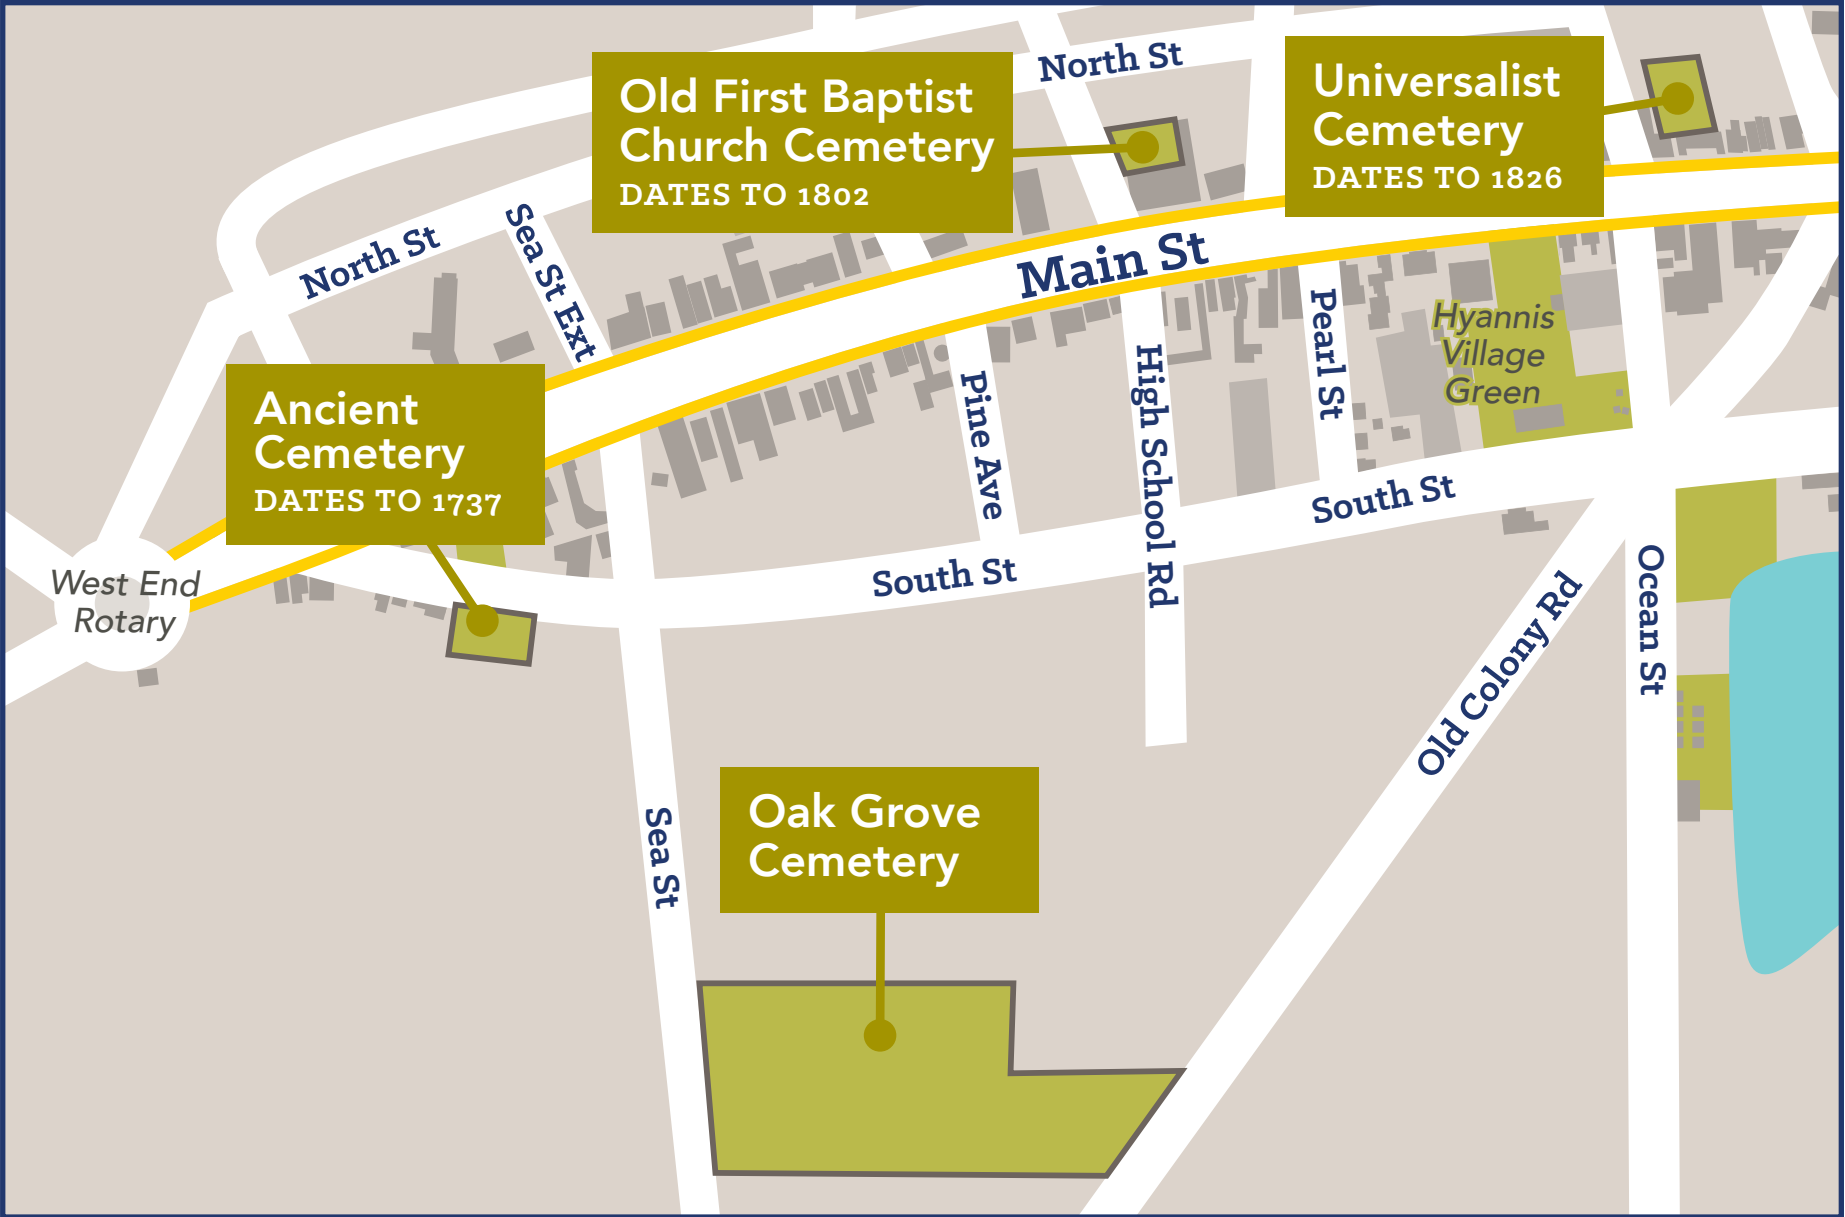 North St
Old First Baptist
Church Cemetery
DATES TO 1802
Universalist
Cemetery
DATES TO 1826
North St
Sea St Ext
Main St
Hyannis
Village
Green
Pearl St
High School Rd
Pine Ave
Ancient
Cemetery
DATES TO 1737
South St
South St
West End
Rotary
Ocean St
Old Colony Rd
Oak Grove
Cemetery
Sea St